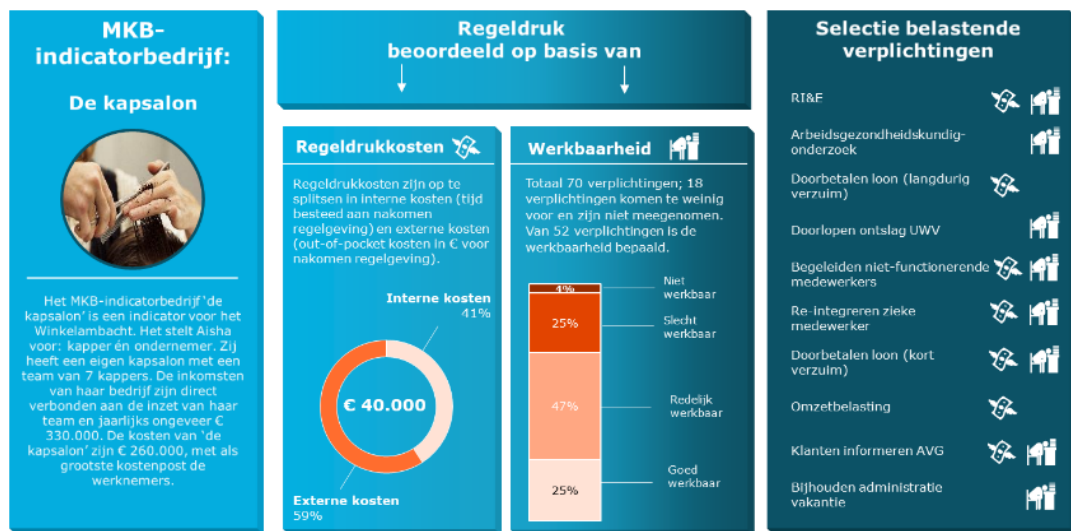 MKB-
indicatorbedrijf:
De kapsalon
Het MKB-indicatorbedrijf ‘de
kapsalon’ is een indicator voor het
Winkelambacht. Het stelt Aisha
voor: kapper én ondernemer. Zij
heeft een eigen kapsalon met een
team van 7 kappers. De inkomsten
van haar bedrijf zijn direct
verbonden aan de inzet van haar
team en jaarlijks ongeveer €
330.000. De kosten van ‘de
kapsalon’ zijn € 260.000, met als
grootste kostenpost de
werknemers.
Regeldruk
beoordeeld op basis van
Regeldrukkosten
Regeldrukkosten zijn op te
splitsen in interne kosten (tijd
besteed aan nakomen
regelgeving) en externe kosten
(out-of-pocket kosten in € voor
nakomen regelgeving).
Interne kosten
41%
€ 40.000
Externe kosten
59%
Werkbaarheid
Totaal 70 verplichtingen; 18
verplichtingen komen te weinig
voor en zijn niet meegenomen.
Van 52 verplichtingen is de
werkbaarheid bepaald.
4%
Niet
werkbaar
25%
Slecht
werkbaar
47%
Redelijk
werkbaar
25%
Goed
werkbaar
Selectie belastende
verplichtingen
RI&E
Arbeidsgezondheidskundig-
onderzoek
Doorbetalen loon (langdurig
verzuim)
Doorlopen ontslag UWV
Begeleiden niet-functionerende
medewerkers
Re-integreren zieke
medewerker
Doorbetalen loon (kort
verzuim)
Omzetbelasting
Klanten informeren AVG
Bijhouden administratie
vakantie